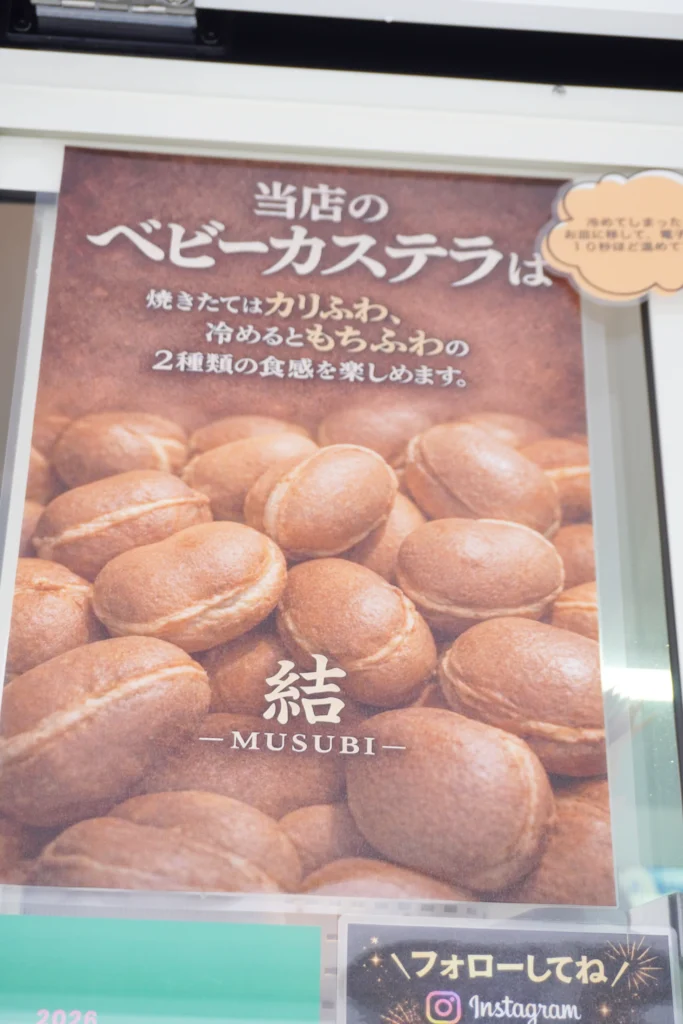 当店の
ベビーカステラは
焼きたてはカリふわ、
冷めるともちふわの
2種類の食感を楽しめます。
冷めてしまった
お皿に移して、電子
10秒ほど温めて
結
MUSUBI
2026
フォローしてね
Instagram